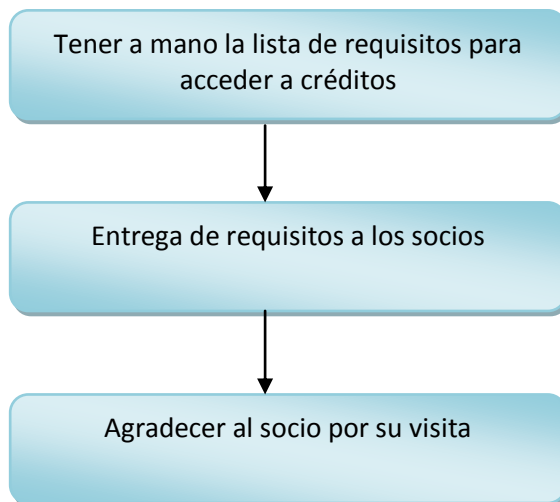 Tener a mano la lista de requisitos para
acceder a créditos
Entrega de requisitos a los socios
Agradecer al socio por su visita